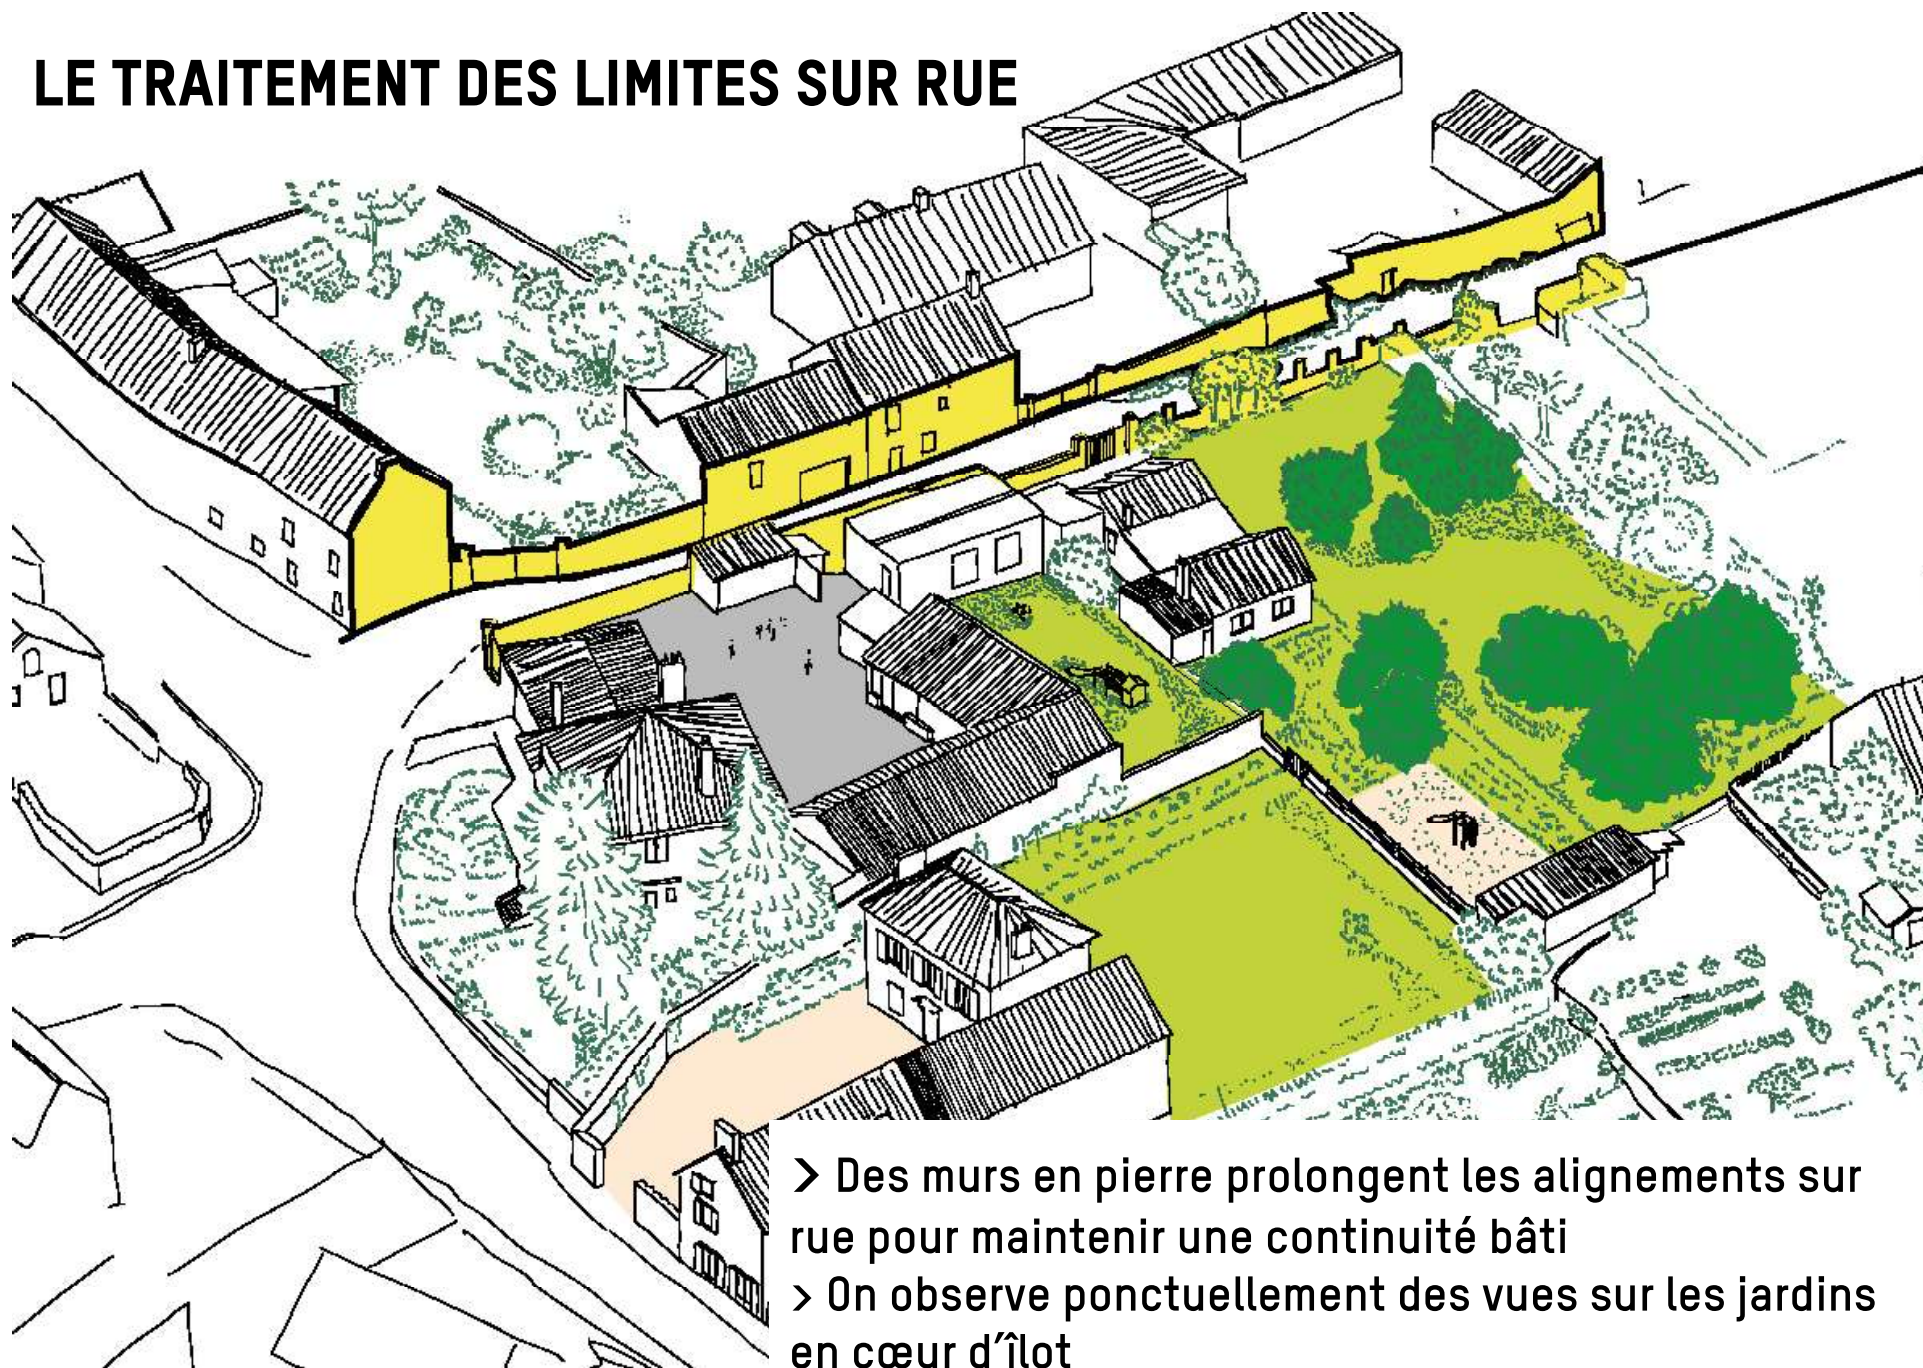 LE TRAITEMENT DES LIMITES SUR RUE
> Des murs en pierre prolongent les alignements sur
rue pour maintenir une continuité bâti
> On observe ponctuellement des vues sur les jardins
en cœur d'îlot